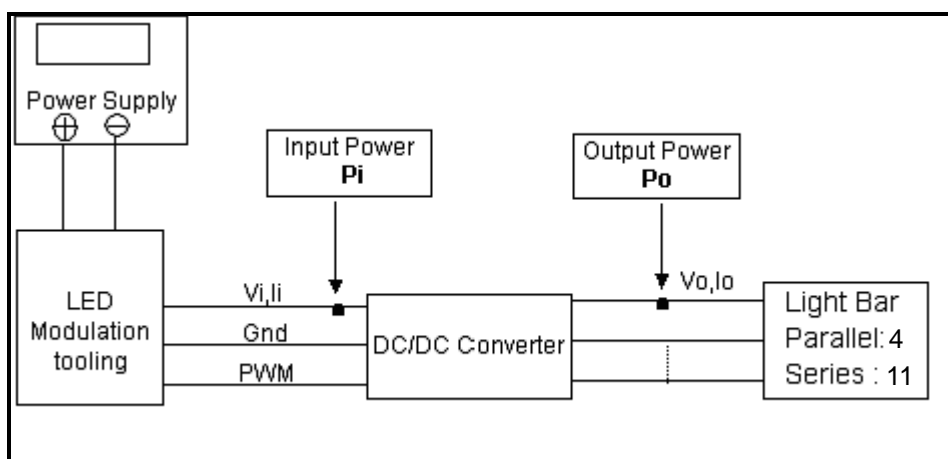 Power Supply
+ −
Input Power
Pi
Output Power
Po
LED
Modulation
tooling
Vi,Ii
Gnd
PWM
DC/DC Converter
Vo,Io
Light Bar
Parallel: 4
Series : 11